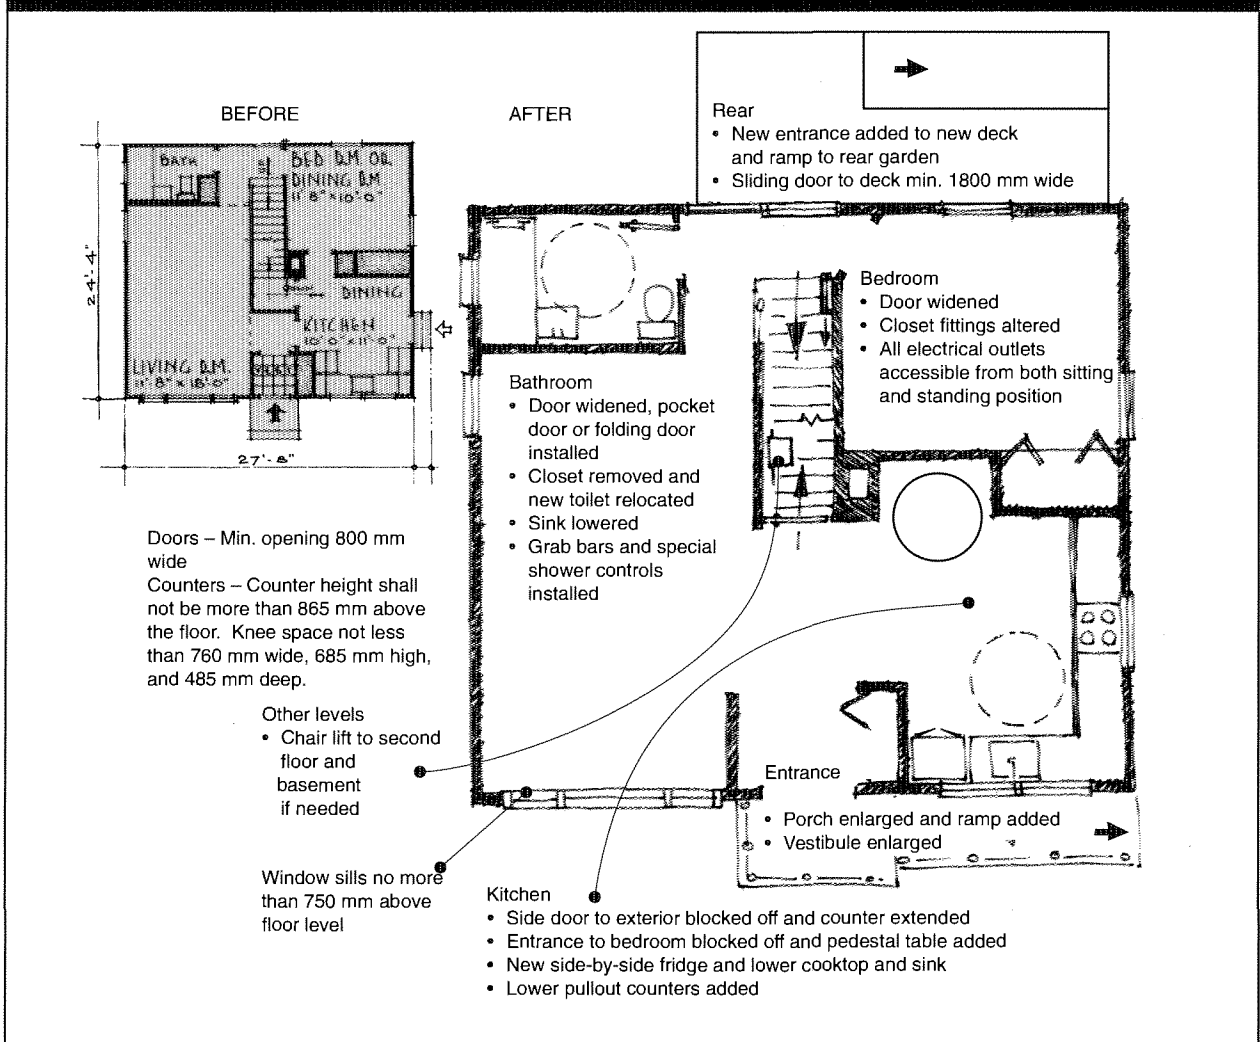 BEFORE
AFTER
Rear
• New entrance added to new deck
and ramp to rear garden
• Sliding door to deck min. 1800 mm wide
BATH
BED RM OR
DINING RM
11'8" x 10'0"
DINING
KITCHEN
10'0" x 11'0"
LIVING RM.
11'8" x 18'0"
24'-4"
27'-8"
Bedroom
• Door widened
• Closet fittings altered
• All electrical outlets
accessible from both sitting
and standing position
Bathroom
• Door widened, pocket
door or folding door
installed
• Closet removed and
new toilet relocated
• Sink lowered
• Grab bars and special
shower controls
installed
Doors – Min. opening 800 mm
wide
Counters – Counter height shall
not be more than 865 mm above
the floor. Knee space not less
than 760 mm wide, 685 mm high,
and 485 mm deep.
Other levels
• Chair lift to second
floor and
basement
if needed
Entrance
• Porch enlarged and ramp added
• Vestibule enlarged
Window sills no more
than 750 mm above
floor level
Kitchen
• Side door to exterior blocked off and counter extended
• Entrance to bedroom blocked off and pedestal table added
• New side-by-side fridge and lower cooktop and sink
• Lower pullout counters added